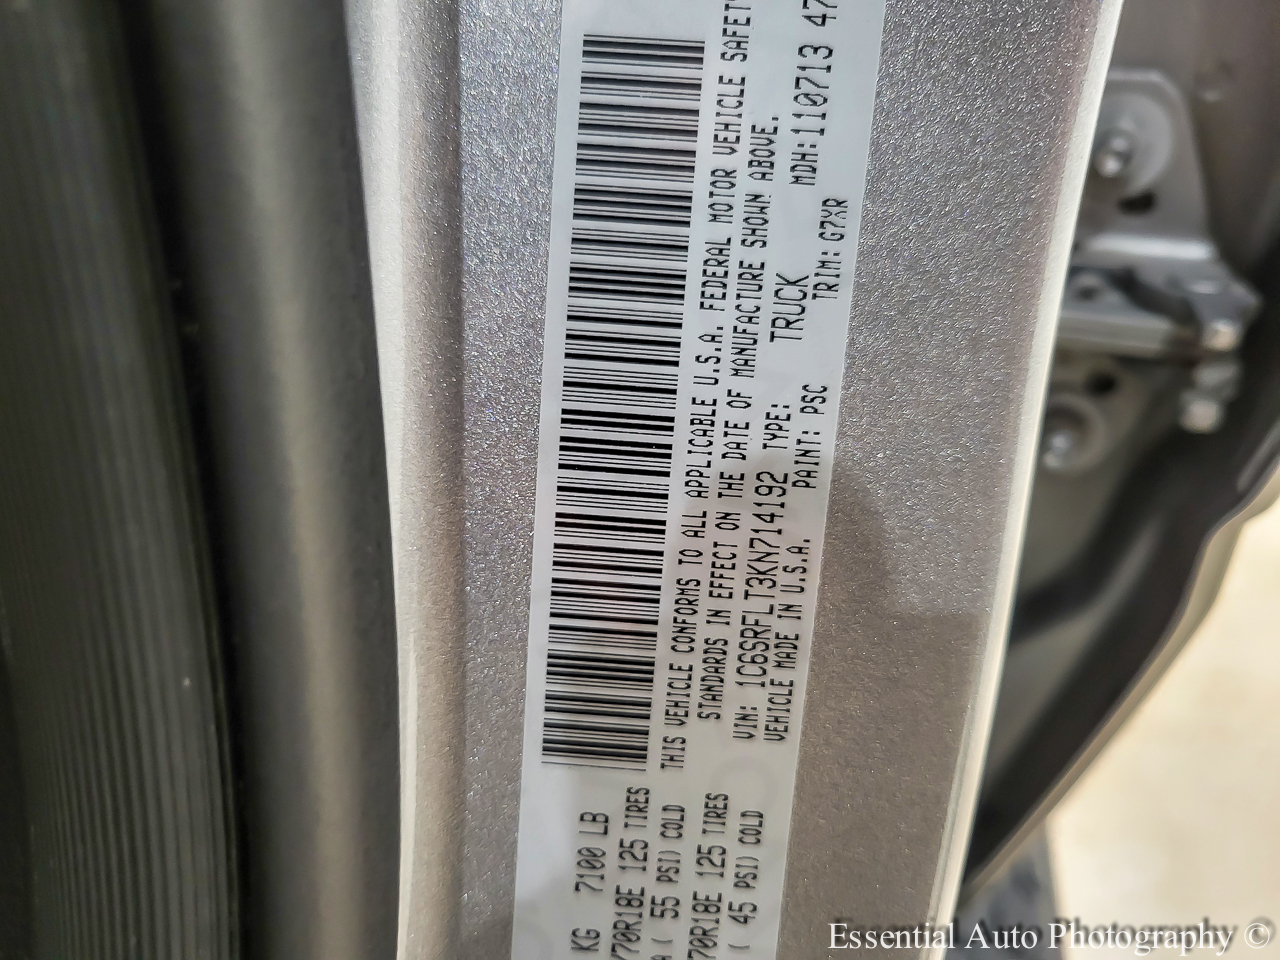 KG 7100 LB
/70R18E 125 TIRES
( 55 PSI) COLD
70R18E 125 TIRES
( 45 PSI) COLD
THIS VEHICLE CONFORMS TO ALL APPLICABLE U.S.A. FEDERAL MOTOR VEHICLE SAFETY
STANDARDS IN EFFECT ON THE DATE OF MANUFACTURE SHOWN ABOVE.
VIN: 1C6SRFLT3KN714192 TYPE: TRUCK MDH: 110713 47
VEHICLE MADE IN U.S.A. PAINT: PSC TRIM: G7XR
Essential Auto Photography ©